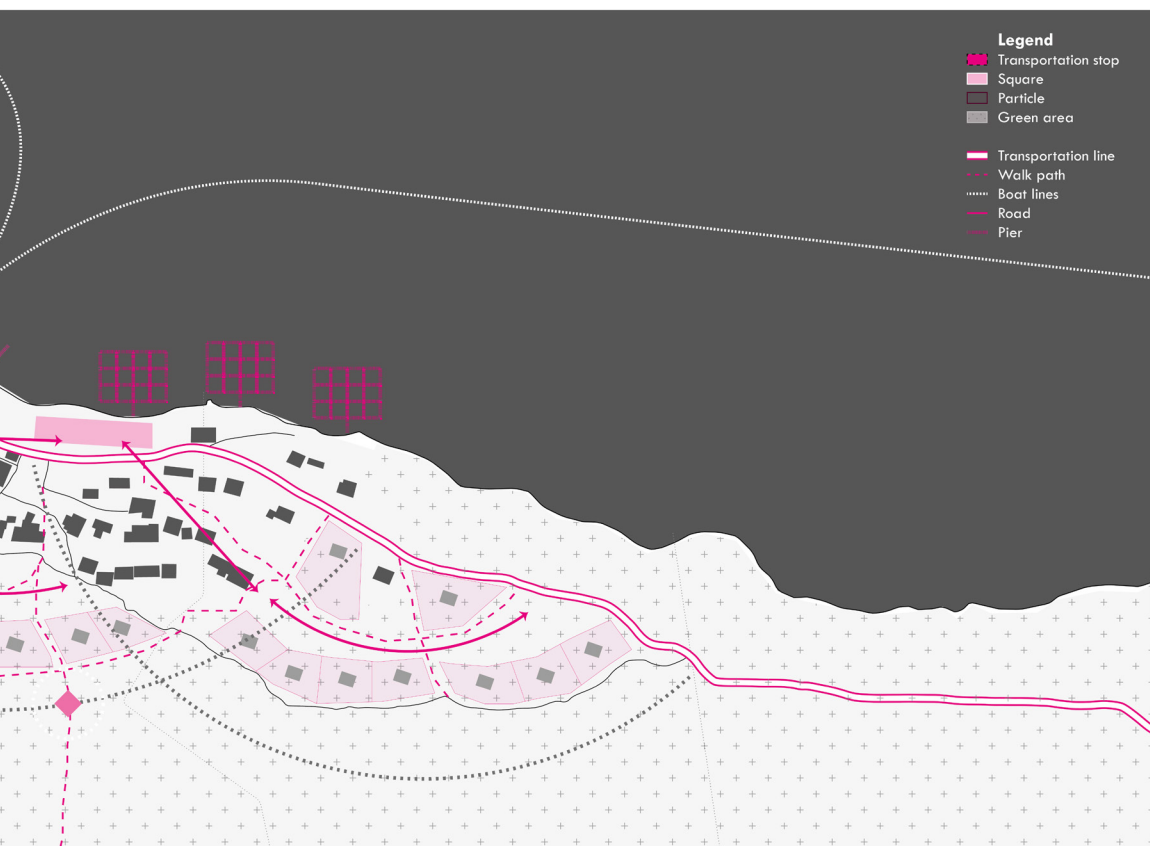 Legend
Transportation stop
Square
Particle
Green area
Transportation line
Walk path
Boat lines
Road
Pier